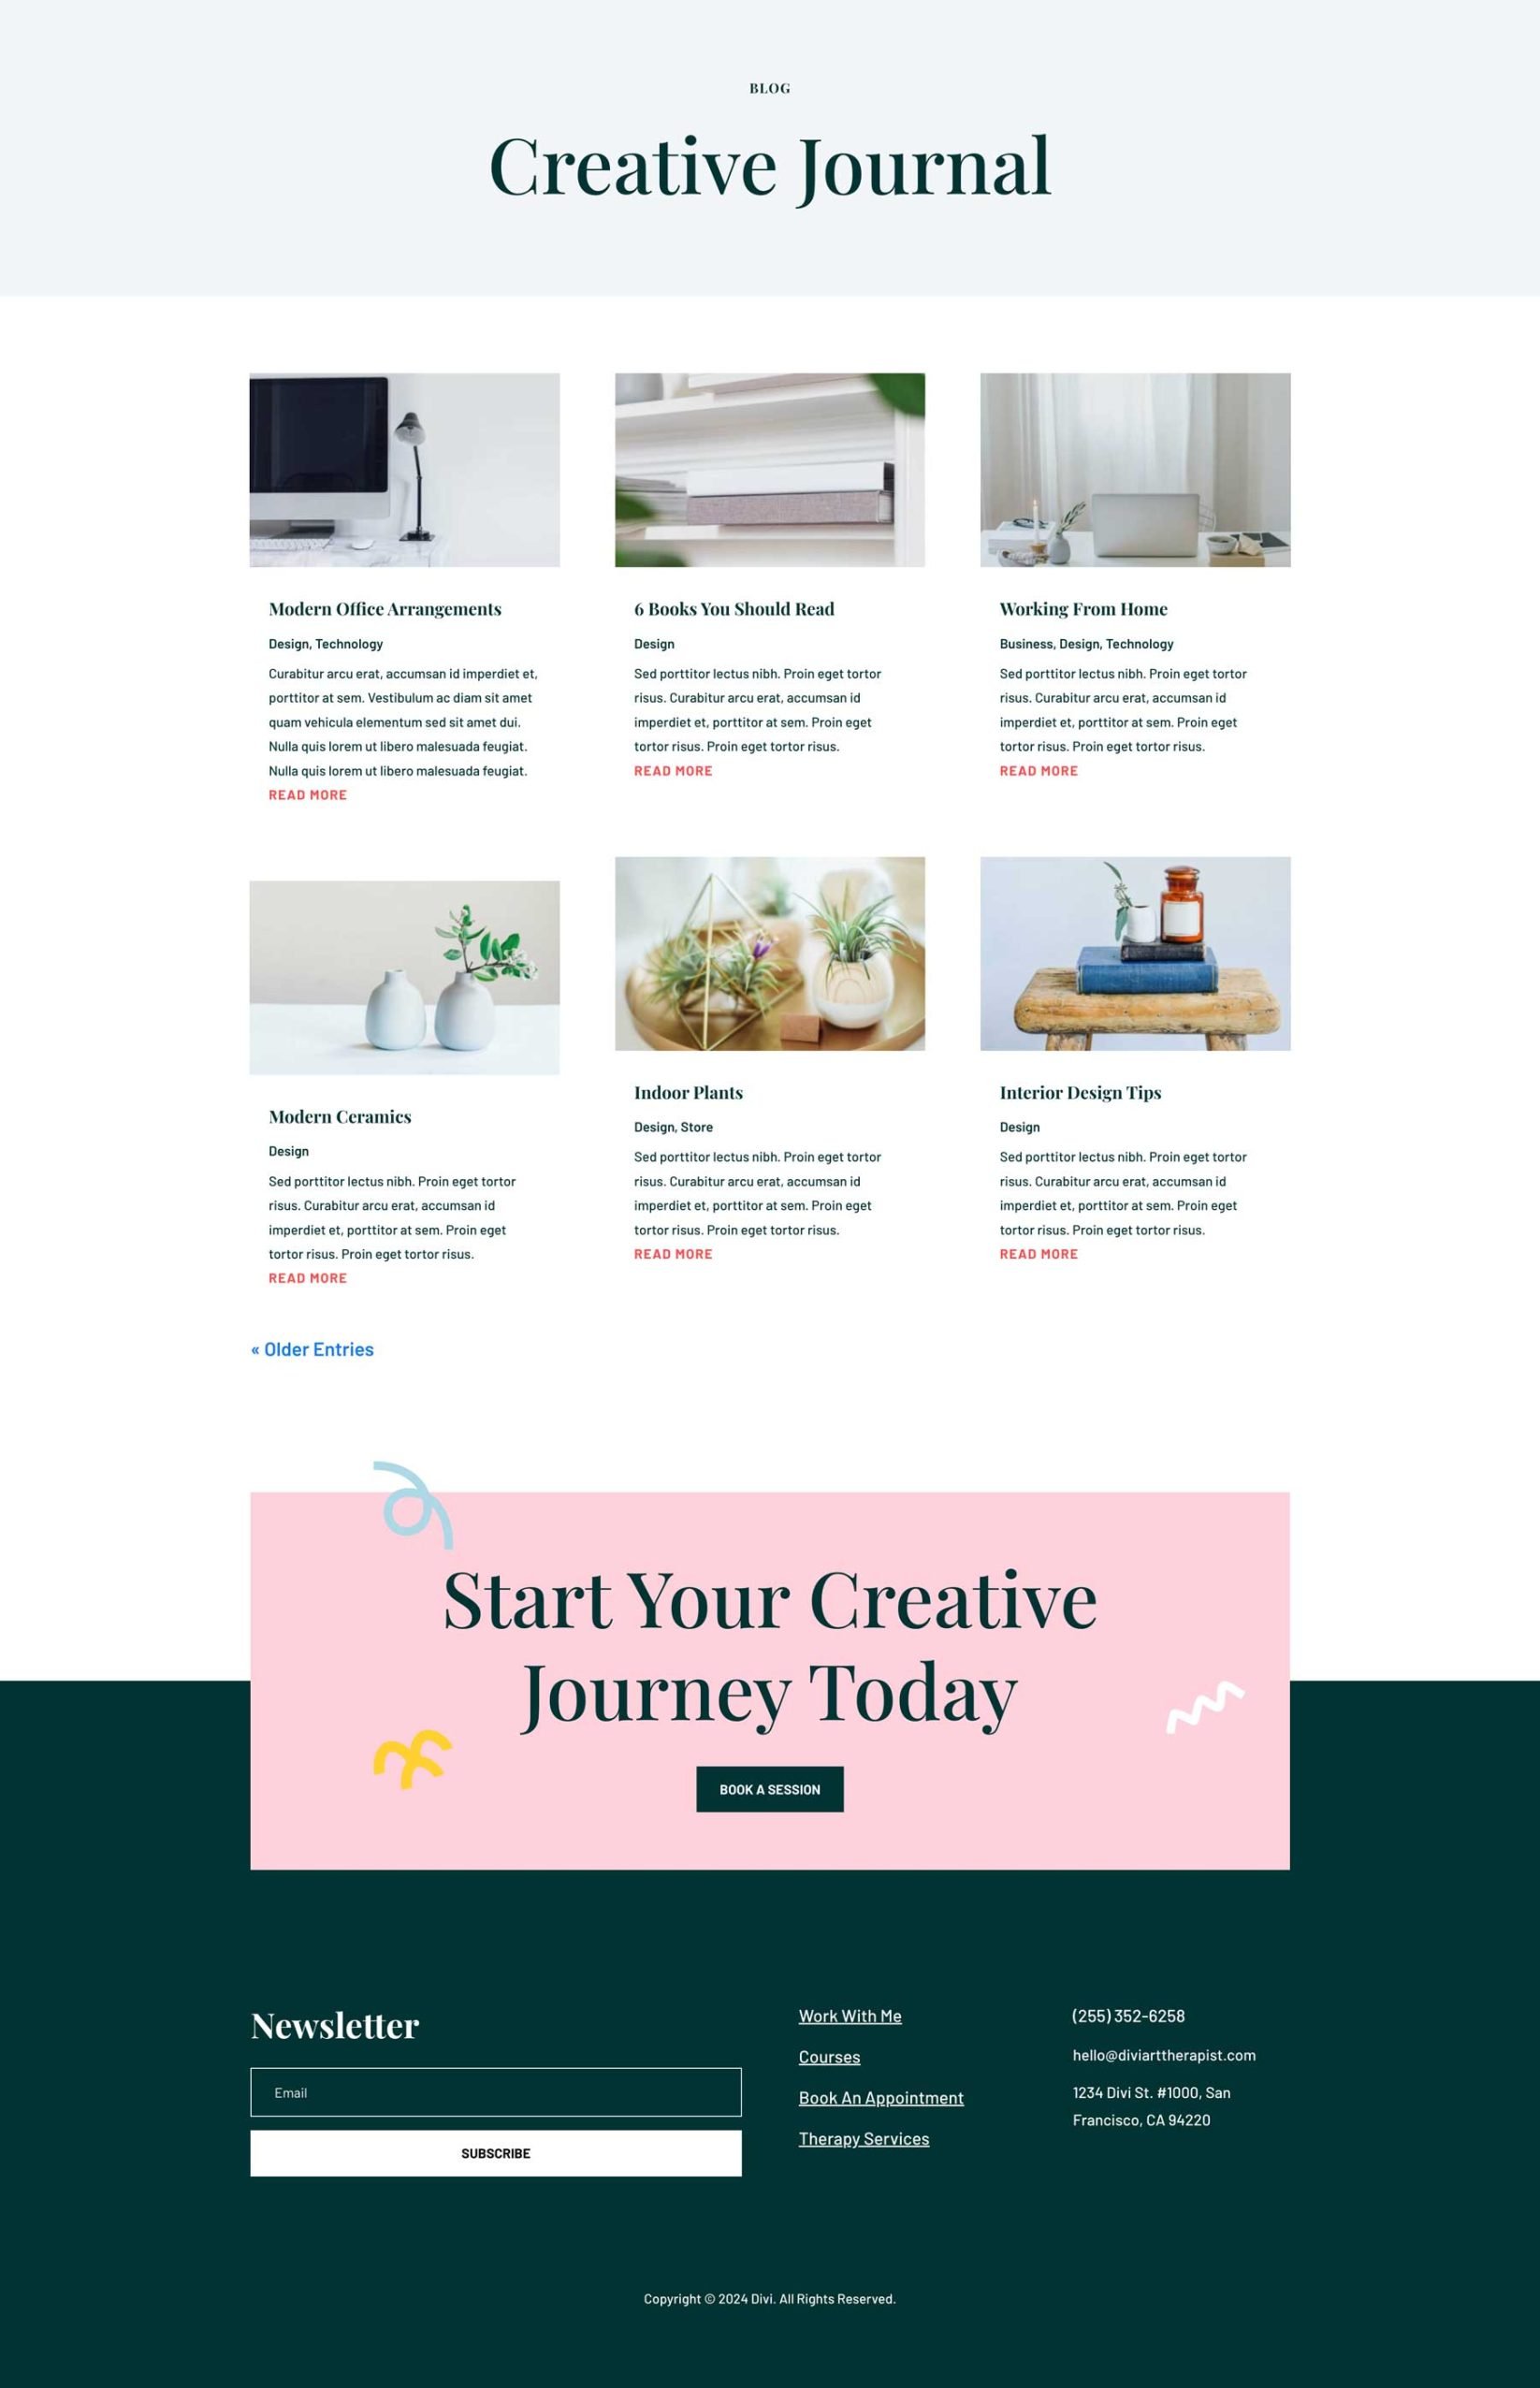 BLOG
Creative Journal
Modern Office Arrangements
Design, Technology
Curabitur arcu erat, accumsan id imperdiet et,
porttitor at sem. Vestibulum ac diam sit amet
quam vehicula elementum sed sit amet dui.
Nulla quis lorem ut libero malesuada feugiat.
Nulla quis lorem ut libero malesuada feugiat.
READ MORE
6 Books You Should Read
Design
Sed porttitor lectus nibh. Proin eget tortor
risus. Curabitur arcu erat, accumsan id
imperdiet et, porttitor at sem. Proin eget
tortor risus. Proin eget tortor risus.
READ MORE
Working From Home
Business, Design, Technology
Sed porttitor lectus nibh. Proin eget tortor
risus. Curabitur arcu erat, accumsan id
imperdiet et, porttitor at sem. Proin eget
tortor risus. Proin eget tortor risus.
READ MORE
Modern Ceramics
Design
Sed porttitor lectus nibh. Proin eget tortor
risus. Curabitur arcu erat, accumsan id
imperdiet et, porttitor at sem. Proin eget
tortor risus. Proin eget tortor risus.
READ MORE
Indoor Plants
Design, Store
Sed porttitor lectus nibh. Proin eget tortor
risus. Curabitur arcu erat, accumsan id
imperdiet et, porttitor at sem. Proin eget
tortor risus. Proin eget tortor risus.
READ MORE
Interior Design Tips
Design
Sed porttitor lectus nibh. Proin eget tortor
risus. Curabitur arcu erat, accumsan id
imperdiet et, porttitor at sem. Proin eget
tortor risus. Proin eget tortor risus.
READ MORE
« Older Entries
Start Your Creative
Journey Today
BOOK A SESSION
Newsletter
Email
SUBSCRIBE
Work With Me
Courses
Book An Appointment
Therapy Services
(255) 352-6258
hello@diviarttherapist.com
1234 Divi St. #1000, San
Francisco, CA 94220
Copyright © 2024 Divi. All Rights Reserved.